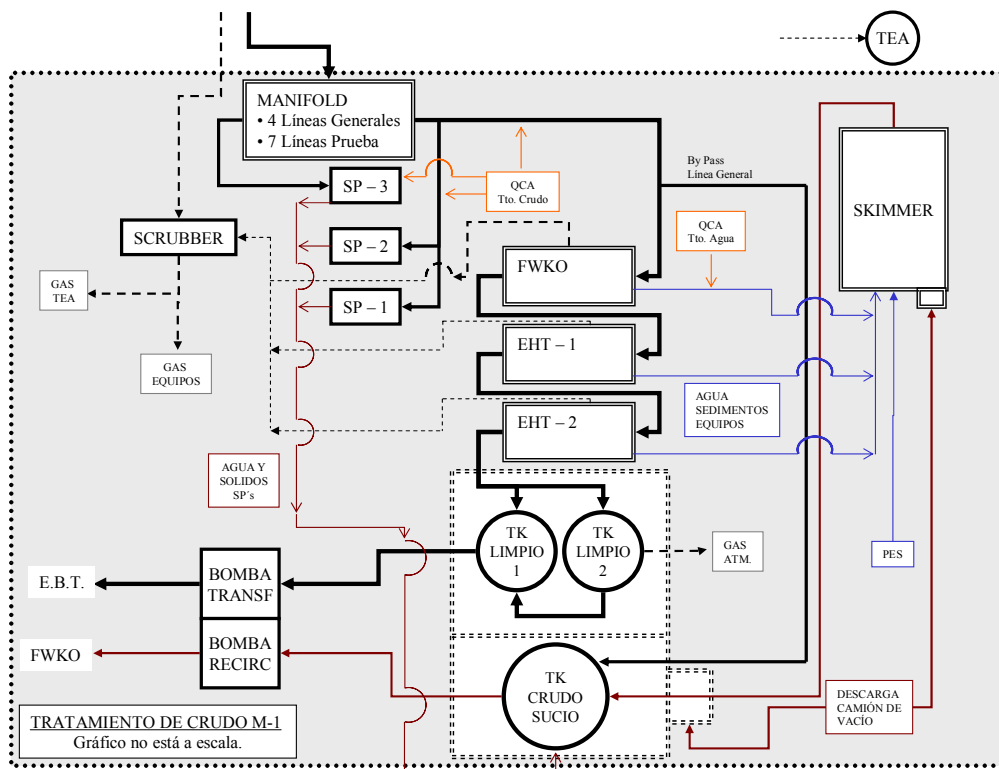 TEA
MANIFOLD
• 4 Líneas Generales
• 7 Líneas Prueba
SP – 3
QCA
Tto. Crudo
By Pass
Línea General
SKIMMER
SCRUBBER
SP – 2
QCA
Tto. Agua
FWKO
GAS
TEA
SP – 1
GAS
EQUIPOS
EHT – 1
AGUA
SEDIMENTOS
EQUIPOS
EHT – 2
AGUA Y
SOLIDOS
SP´s
TK
LIMPIO
1
TK
LIMPIO
2
GAS
ATM.
PES
E.B.T.
BOMBA
TRANSF
FWKO
BOMBA
RECIRC
TK
CRUDO
SUCIO
DESCARGA
CAMIÓN DE
VACÍO
TRATAMIENTO DE CRUDO M-1
Gráfico no está a escala.